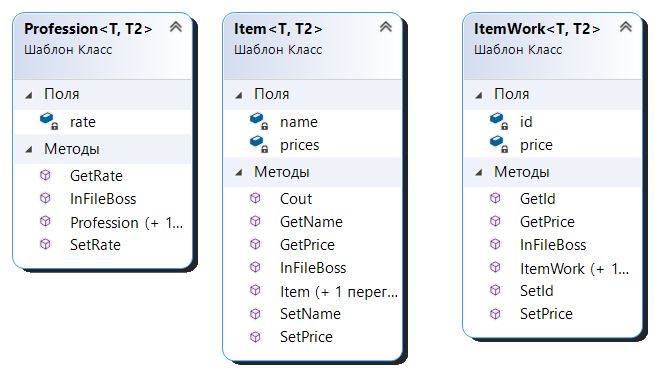 Profession<T, T2>
Шаблон Класс
Поля
rate
Методы
GetRate
InFileBoss
Profession (+ 1...
SetRate
Item<T, T2>
Шаблон Класс
Поля
name
prices
Методы
Cout
GetName
GetPrice
InFileBoss
Item (+ 1 перег...
SetName
SetPrice
ItemWork<T, T2>
Шаблон Класс
Поля
id
price
Методы
GetId
GetPrice
InFileBoss
ItemWork (+ 1...
SetId
SetPrice